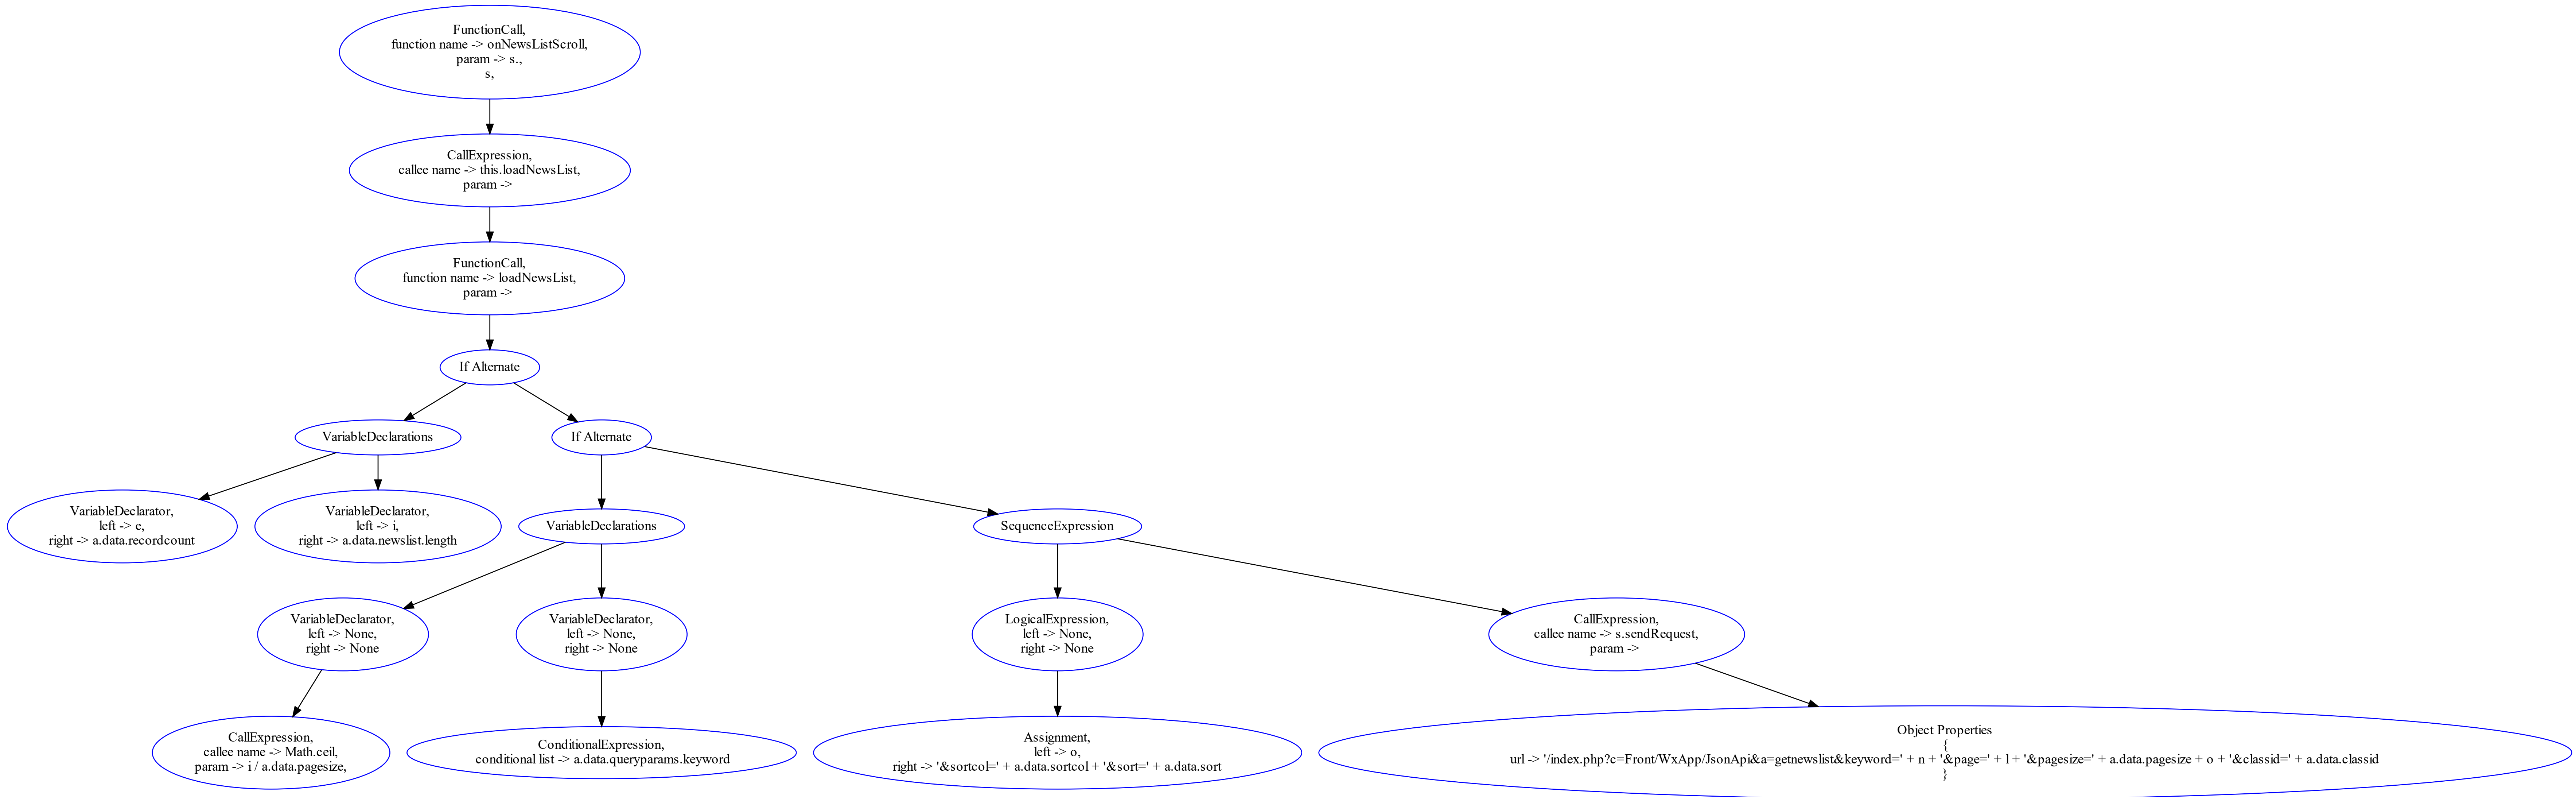 FunctionCall,
function name -> onNewsListScroll,
param -> s.,
s,
CallExpression,
callee name -> this.loadNewsList,
param ->
FunctionCall,
function name -> loadNewsList,
param ->
If Alternate
VariableDeclarations
If Alternate
VariableDeclarator,
left -> e,
right -> a.data.recordcount
VariableDeclarator,
left -> i,
right -> a.data.newslist.length
VariableDeclarations
SequenceExpression
VariableDeclarator,
left -> None,
right -> None
VariableDeclarator,
left -> None,
right -> None
LogicalExpression,
left -> None,
right -> None
CallExpression,
callee name -> s.sendRequest,
param ->
CallExpression,
callee name -> Math.ceil,
param -> i / a.data.pagesize,
ConditionalExpression,
conditional list -> a.data.queryparams.keyword
Assignment,
left -> o,
right -> '&sortcol=' + a.data.sortcol + '&sort=' + a.data.sort
Object Properties
{
url -> '/index.php?c=Front/WxApp/JsonApi&a=getnewslist&keyword=' + n + '&page=' + l + '&pagesize=' + a.data.pagesize + o + '&classid=' + a.data.classid
}